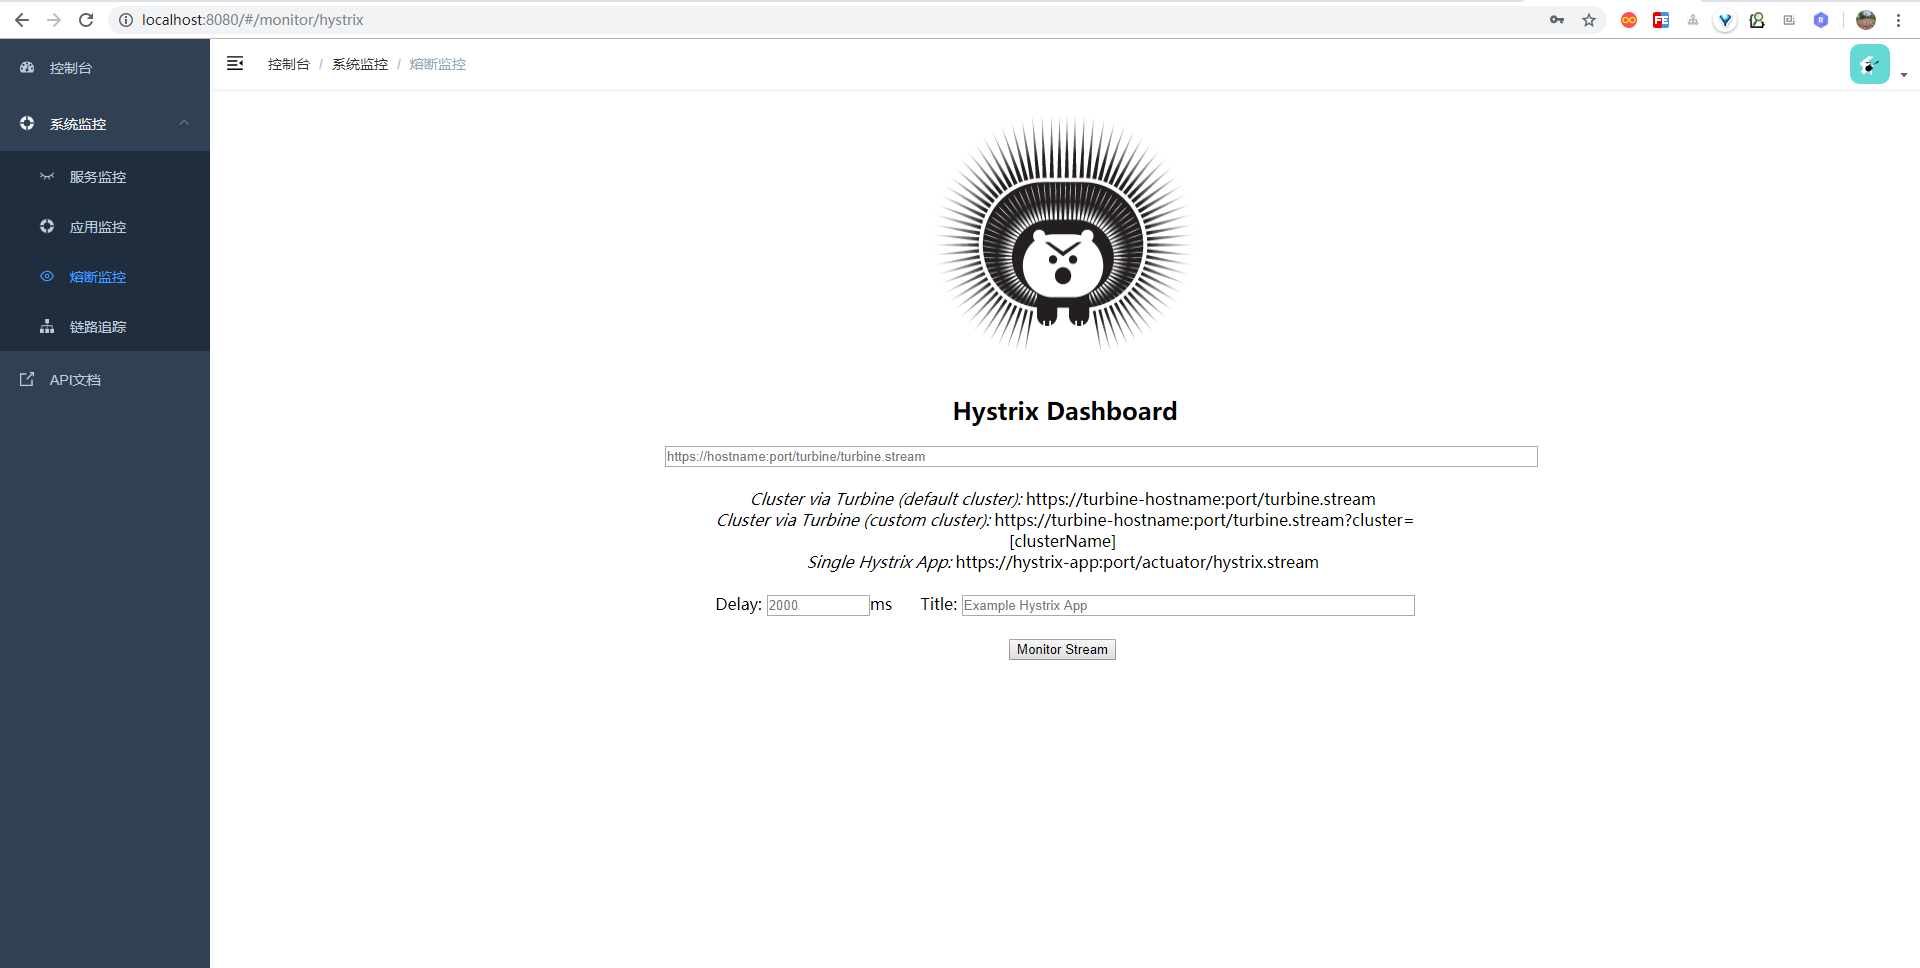 localhost:8080/#/monitor/hystrix
控制台
系统监控
服务监控
应用监控
熔断监控
链路追踪
API文档
控制台 / 系统监控 / 熔断监控
Hystrix Dashboard
https://hostname:port/turbine/turbine.stream
Cluster via Turbine (default cluster): https://turbine-hostname:port/turbine.stream
Cluster via Turbine (custom cluster): https://turbine-hostname:port/turbine.stream?cluster=
[clusterName]
Single Hystrix App: https://hystrix-app:port/actuator/hystrix.stream
Delay: 2000 ms Title: Example Hystrix App
Monitor Stream